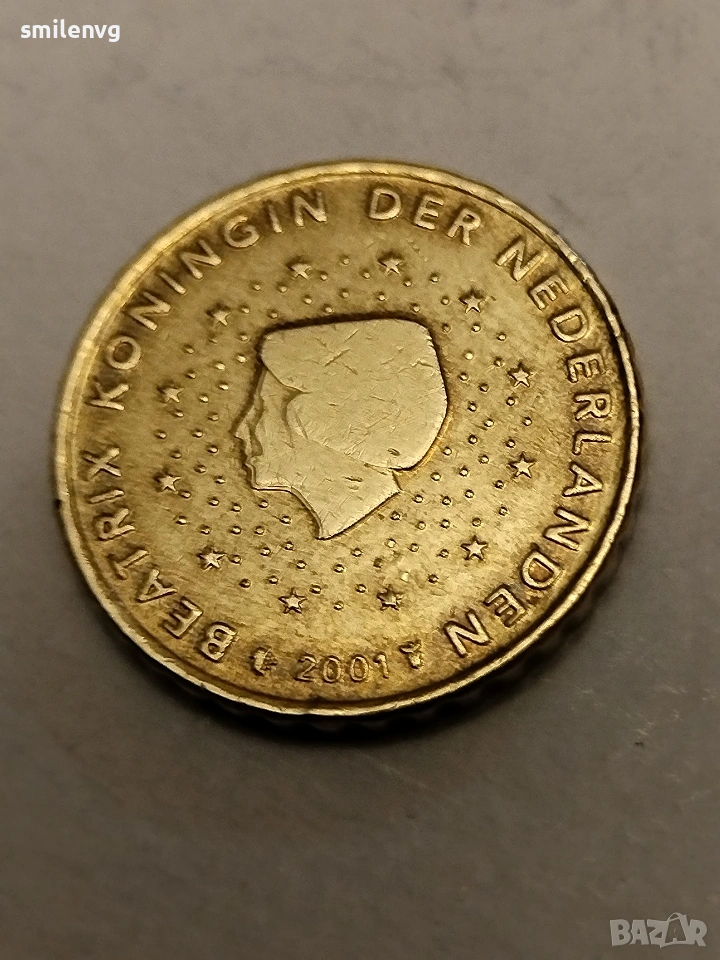 smilenvg
BEATRIX KONINGIN DER NEDERLANDEN
2001
BAZAR